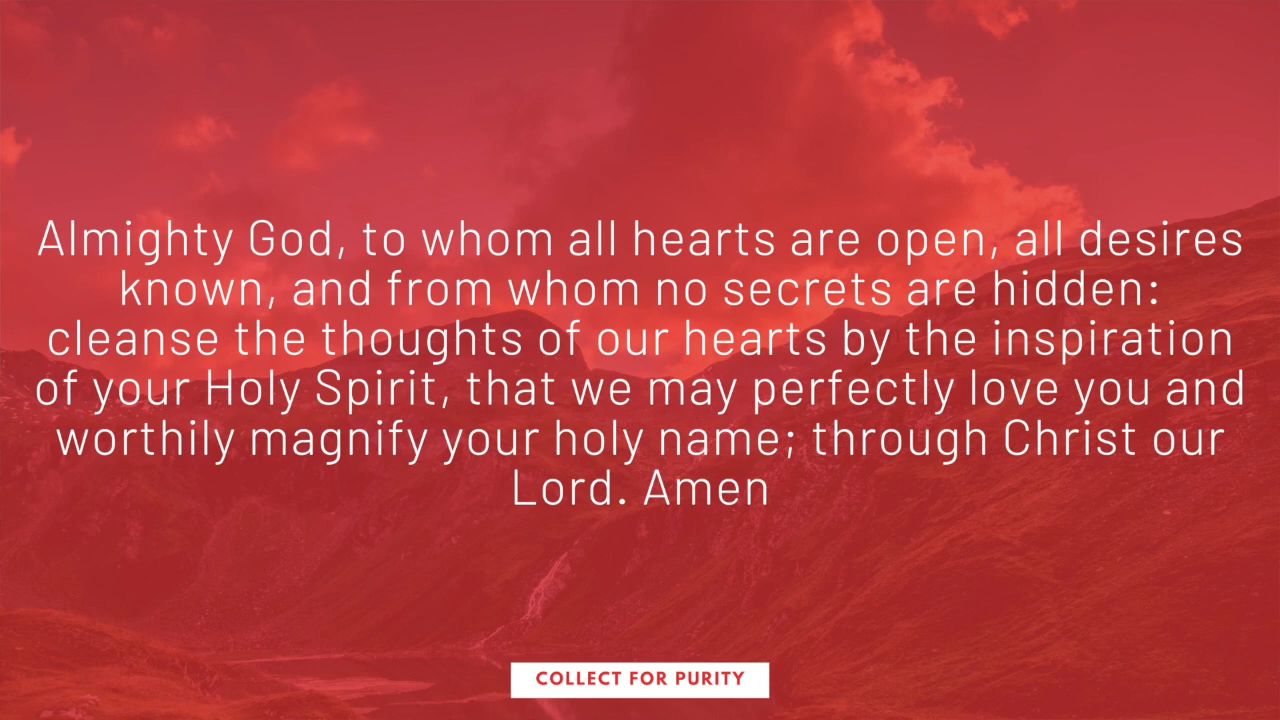 Almighty God, to whom all hearts are open, all desires
known, and from whom no secrets are hidden:
cleanse the thoughts of our hearts by the inspiration
of your Holy Spirit, that we may perfectly love you and
worthily magnify your holy name; through Christ our
Lord. Amen
COLLECT FOR PURITY